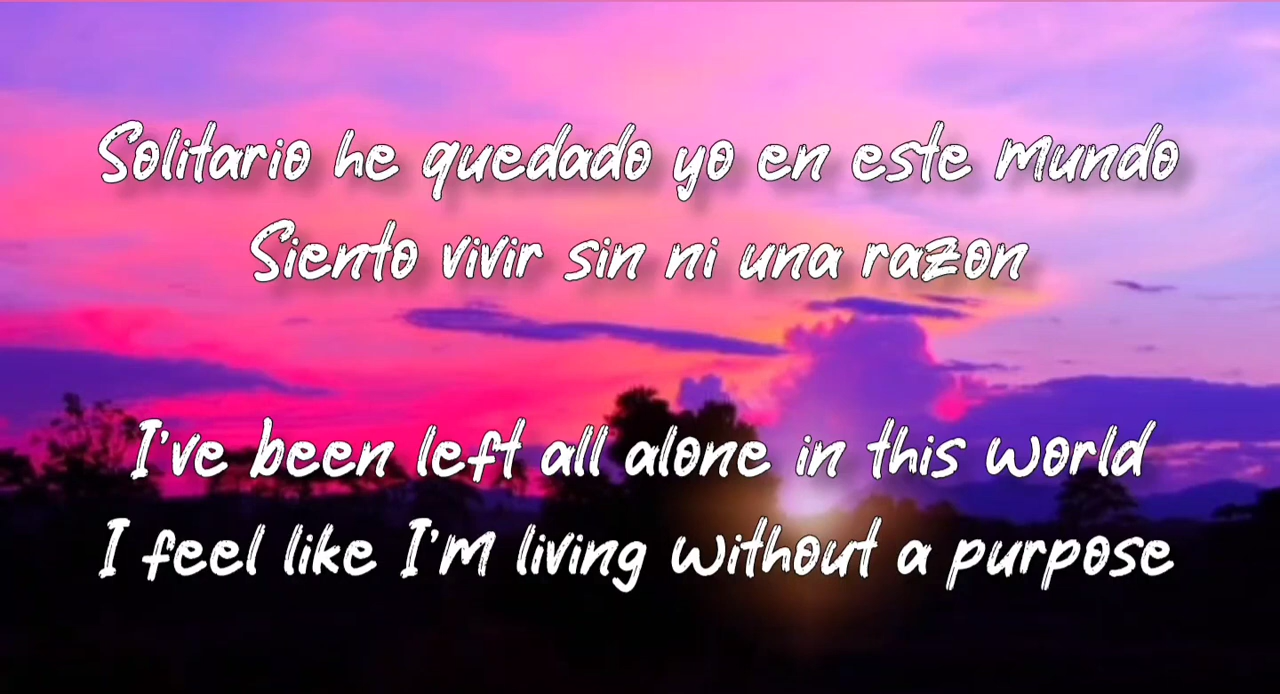 Solitario he quedado yo en este mundo
Siento vivir sin ni una razon
I've been left all alone in this world
I feel like I'm living without a purpose